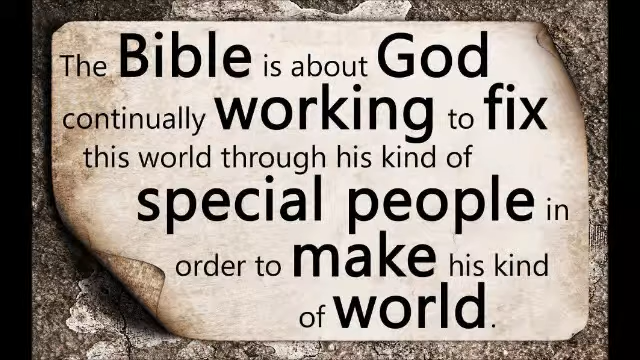 The Bible is about God
continually working to fix
this world through his kind of
special people in
order to make his kind
of world.